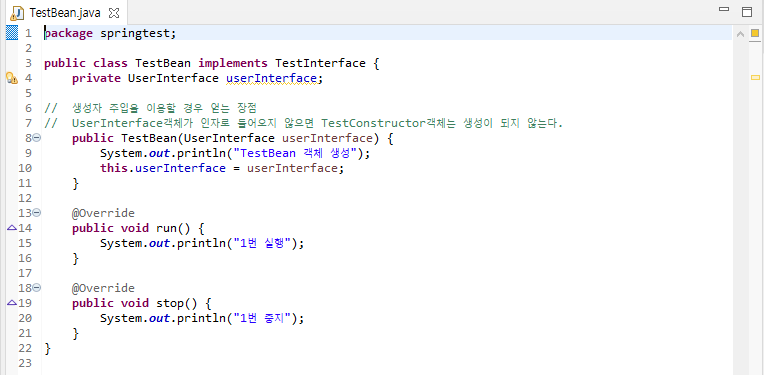 TestBean.java
1 package springtest;
2
3 public class TestBean implements TestInterface {
4 private UserInterface userInterface;
5
6 // 생성자 주입을 이용할 경우 얻는 장점
7 // UserInterface객체가 인자로 들어오지 않으면 TestConstructor객체는 생성이 되지 않는다.
8 public TestBean(UserInterface userInterface) {
9 System.out.println("TestBean 객체 생성");
10 this.userInterface = userInterface;
11 }
12
13 @Override
14 public void run() {
15 System.out.println("1번 실행");
16 }
17
18 @Override
19 public void stop() {
20 System.out.println("1번 중지");
21 }
22 }
23